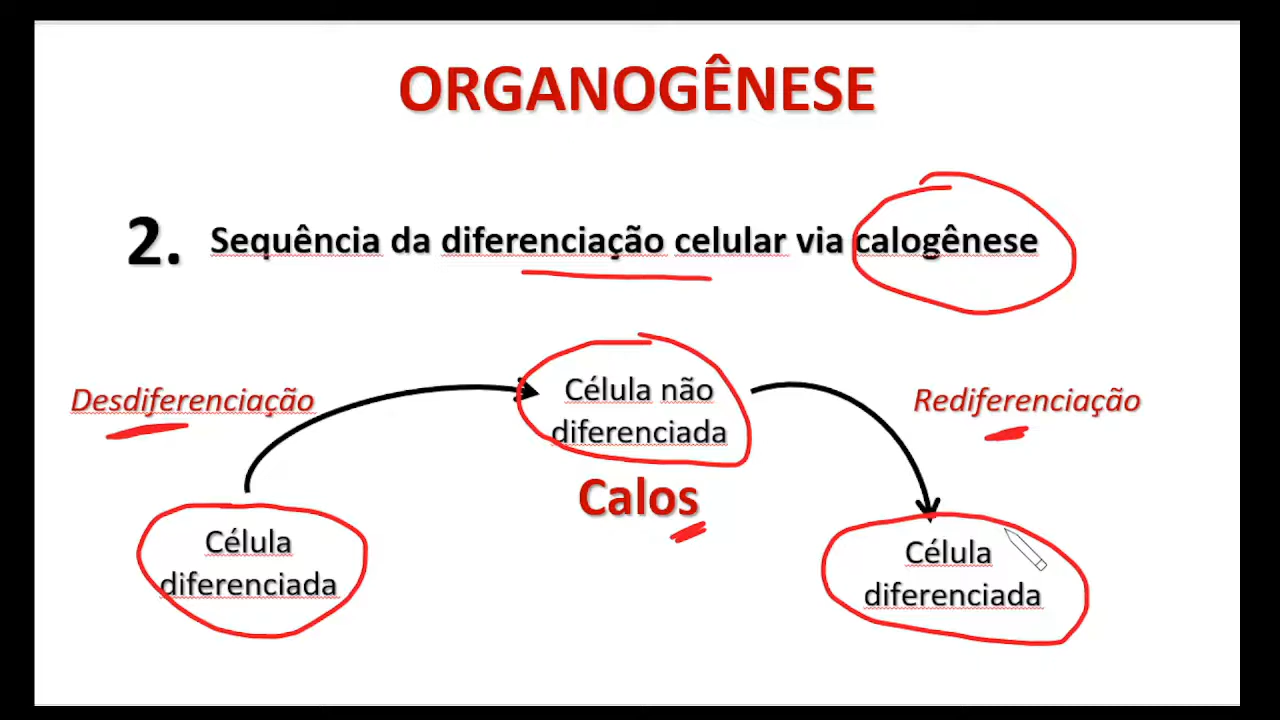 ORGANOGÊNESE
2. Sequência da diferenciação celular via calogênese
Desdiferenciação
Célula não
diferenciada
Rediferenciação
Calos
Célula
diferenciada
Célula
diferenciada